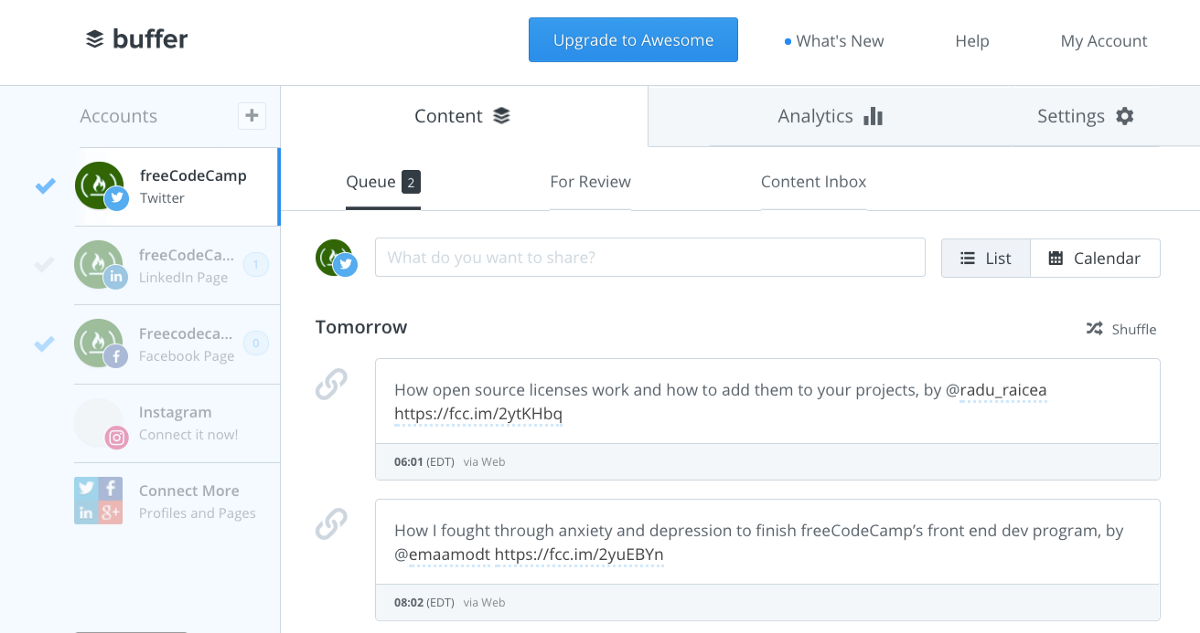 buffer
Upgrade to Awesome
What's New
Help
My Account
Accounts
+
Content
Analytics
Settings
freeCodeCamp
Twitter
freeCodeCa...
LinkedIn Page
1
Freecodeca...
Facebook Page
0
Instagram
Connect it now!
Connect More
Profiles and Pages
Queue 2
For Review
Content Inbox
What do you want to share?
List
Calendar
Tomorrow
Shuffle
How open source licenses work and how to add them to your projects, by @radu_raicea
https://fcc.im/2ytKHbq
06:01 (EDT) via Web
How I fought through anxiety and depression to finish freeCodeCamp’s front end dev program, by
@emaamodt https://fcc.im/2yuEBYn
08:02 (EDT) via Web